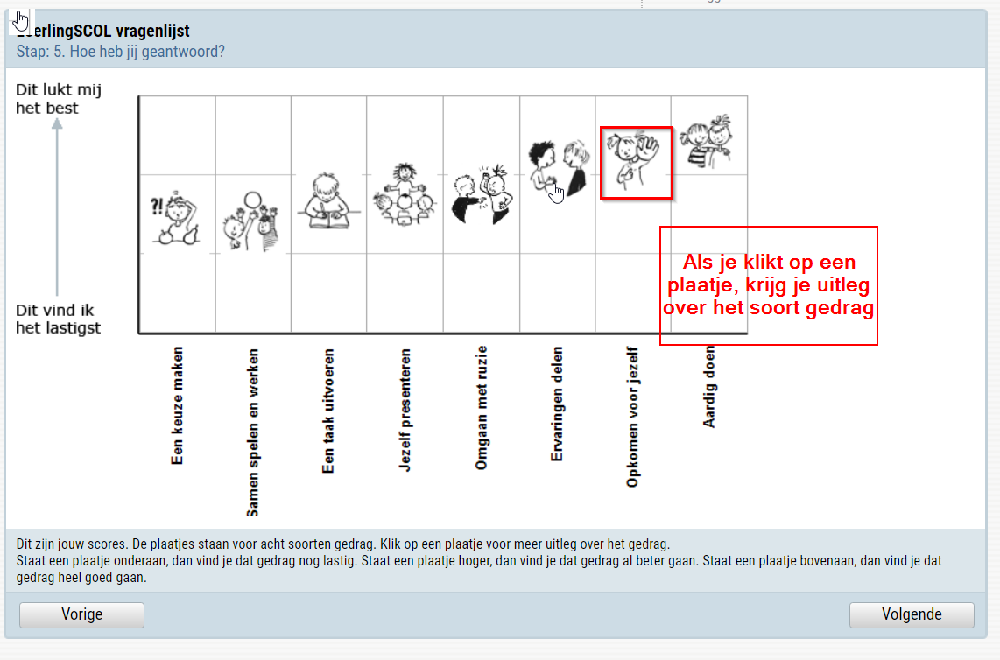 erlingSCOL vragenlijst
Stap: 5. Hoe heb jij geantwoord?
Dit lukt mij
het best
?!
Dit vind ik
het lastigst
Als je klikt op een
plaatje, krijg je uitleg
over het soort gedrag
Een keuze maken
Samen spelen en werken
Een taak uitvoeren
Jezelf presenteren
Omgaan met ruzie
Ervaringen delen
Opkomen voor jezelf
Aardig doen
Dit zijn jouw scores. De plaatjes staan voor acht soorten gedrag. Klik op een plaatje voor meer uitleg over het gedrag.
Staat een plaatje onderaan, dan vind je dat gedrag nog lastig. Staat een plaatje hoger, dan vind je dat gedrag al beter gaan. Staat een plaatje bovenaan, dan vind je dat
gedrag heel goed gaan.
Vorige
Volgende